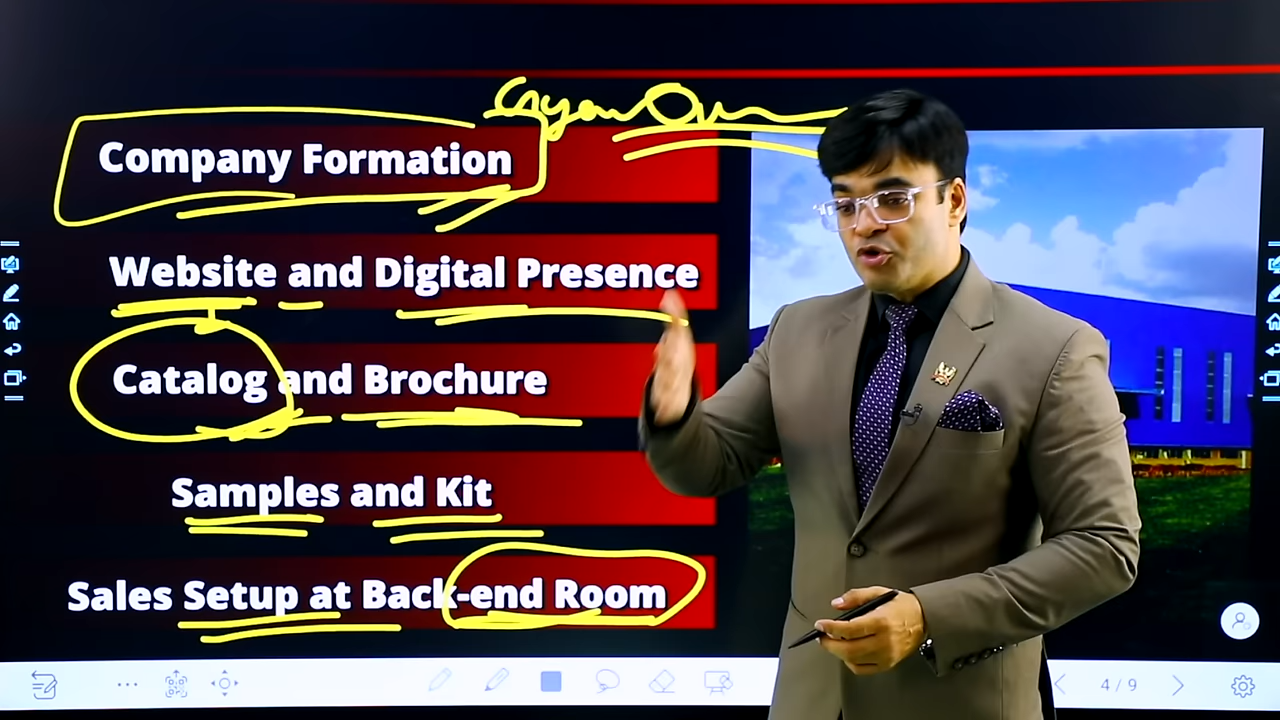 Company Formation
Website and Digital Presence
Catalog and Brochure
Samples and Kit
Sales Setup at Back-end Room
4 / 9